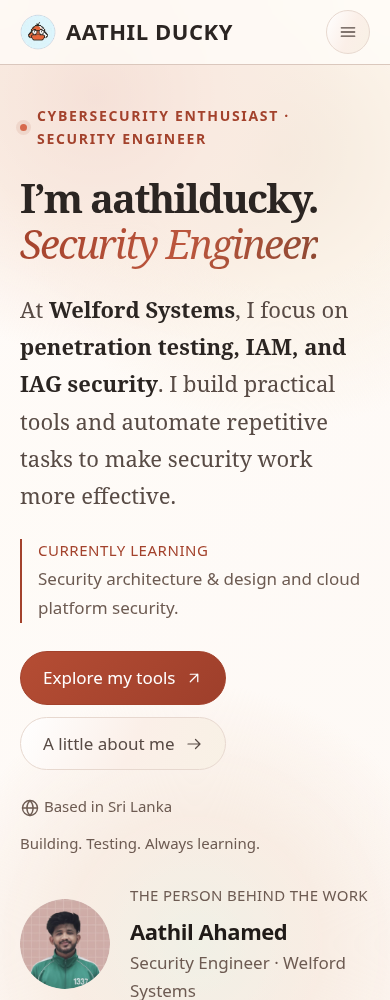 AATHIL DUCKY
CYBERSECURITY ENTHUSIAST ·
SECURITY ENGINEER
I’m aathilducky.
Security Engineer.
At Welford Systems, I focus on
penetration testing, IAM, and
IAG security. I build practical
tools and automate repetitive
tasks to make security work
more effective.
CURRENTLY LEARNING
Security architecture & design and cloud
platform security.
Explore my tools
A little about me
Based in Sri Lanka
Building. Testing. Always learning.
THE PERSON BEHIND THE WORK
Aathil Ahamed
Security Engineer · Welford
Systems